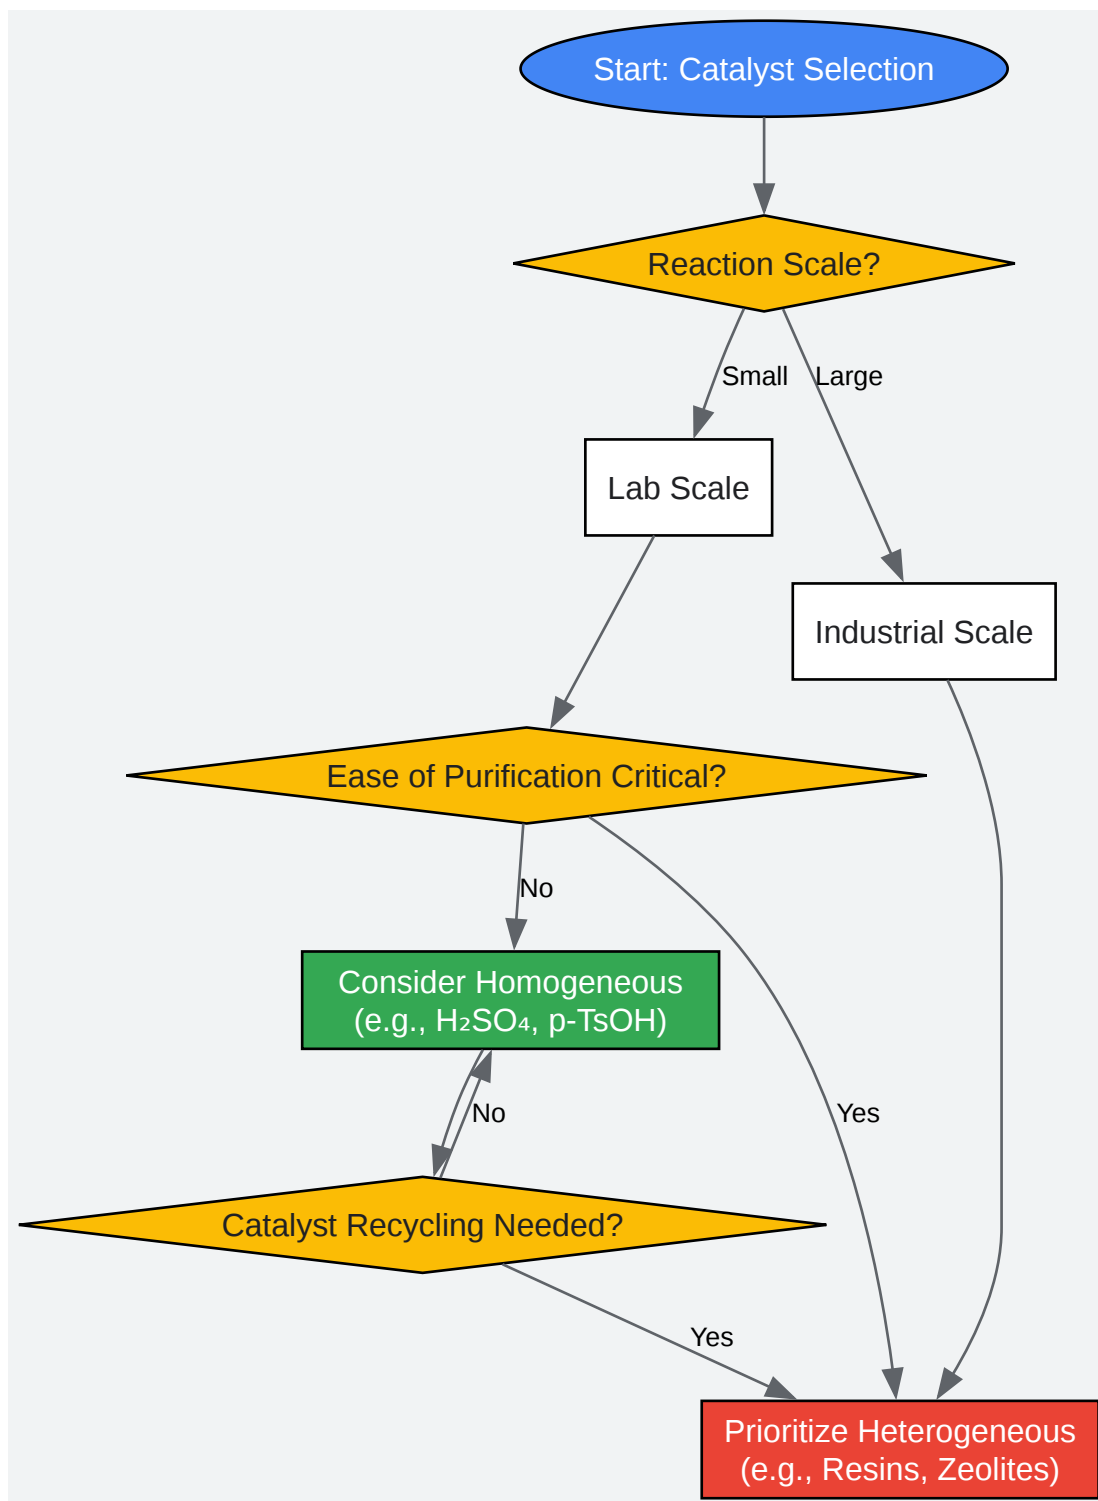 Start: Catalyst Selection
Reaction Scale?
Small
Large
Lab Scale
Industrial Scale
Ease of Purification Critical?
No
Consider Homogeneous
(e.g., H₂SO₄, p-TsOH)
No
Yes
Catalyst Recycling Needed?
Yes
Prioritize Heterogeneous
(e.g., Resins, Zeolites)